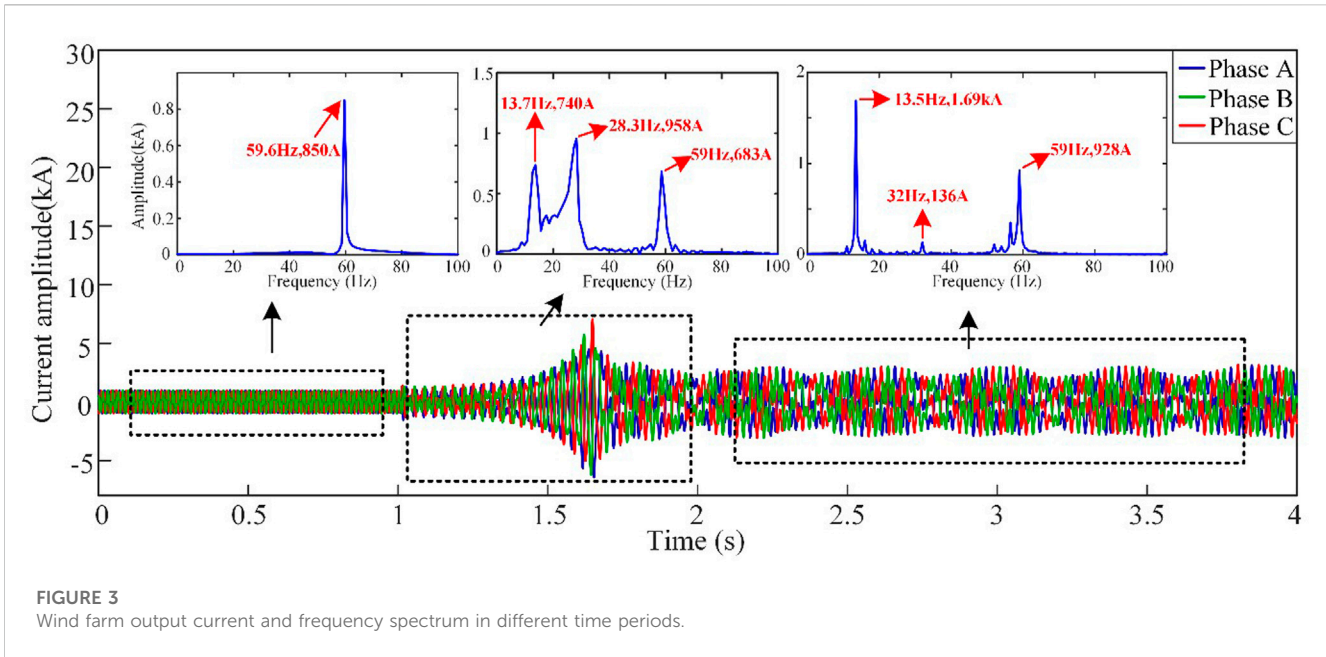 30
25
20
15
10
5
0
-5
Current amplitude(kA)
0
0.5
1
1.5
2
2.5
3
3.5
4
Time (s)
Phase A
Phase B
Phase C
1
0.8
0.6
0.4
0.2
0
Amplitude(kA)
59.6Hz,850A
0
20
40
60
80
100
Frequency (Hz)
1.5
1
0.5
0
13.7Hz,740A
28.3Hz,958A
59Hz,683A
0
20
40
60
80
100
Frequency (Hz)
2
1
0
13.5Hz,1.69kA
32Hz,136A
59Hz,928A
0
20
40
60
80
100
Frequency (Hz)
FIGURE 3
Wind farm output current and frequency spectrum in different time periods.